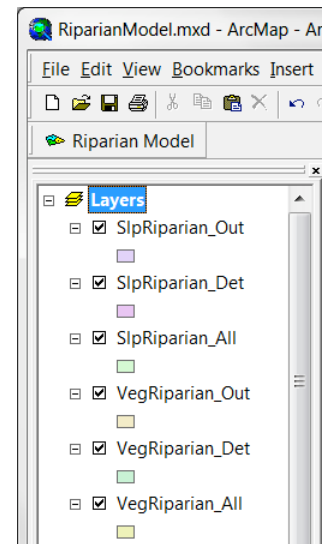 RiparianModel.mxd - ArcMap - Ar
File Edit View Bookmarks Insert
Riparian Model
Layers
SlpRiparian_Out
SlpRiparian_Det
SlpRiparian_All
VegRiparian_Out
VegRiparian_Det
VegRiparian_All